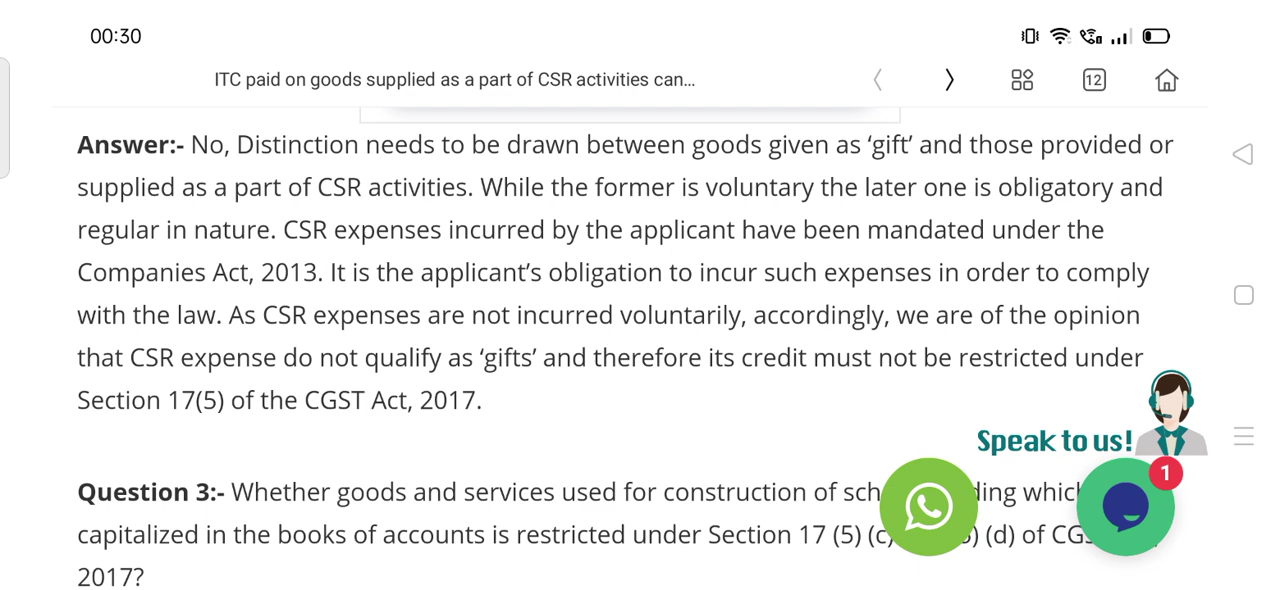 00:30
ITC paid on goods supplied as a part of CSR activities can...
12
Answer:- No, Distinction needs to be drawn between goods given as ‘gift’ and those provided or
supplied as a part of CSR activities. While the former is voluntary the later one is obligatory and
regular in nature. CSR expenses incurred by the applicant have been mandated under the
Companies Act, 2013. It is the applicant’s obligation to incur such expenses in order to comply
with the law. As CSR expenses are not incurred voluntarily, accordingly, we are of the opinion
that CSR expense do not qualify as ‘gifts’ and therefore its credit must not be restricted under
Section 17(5) of the CGST Act, 2017.
Speak to us!
1
Question 3:- Whether goods and services used for construction of
capitalized in the books of accounts is restricted under Section 17 (5) (c) (d) of
2017?